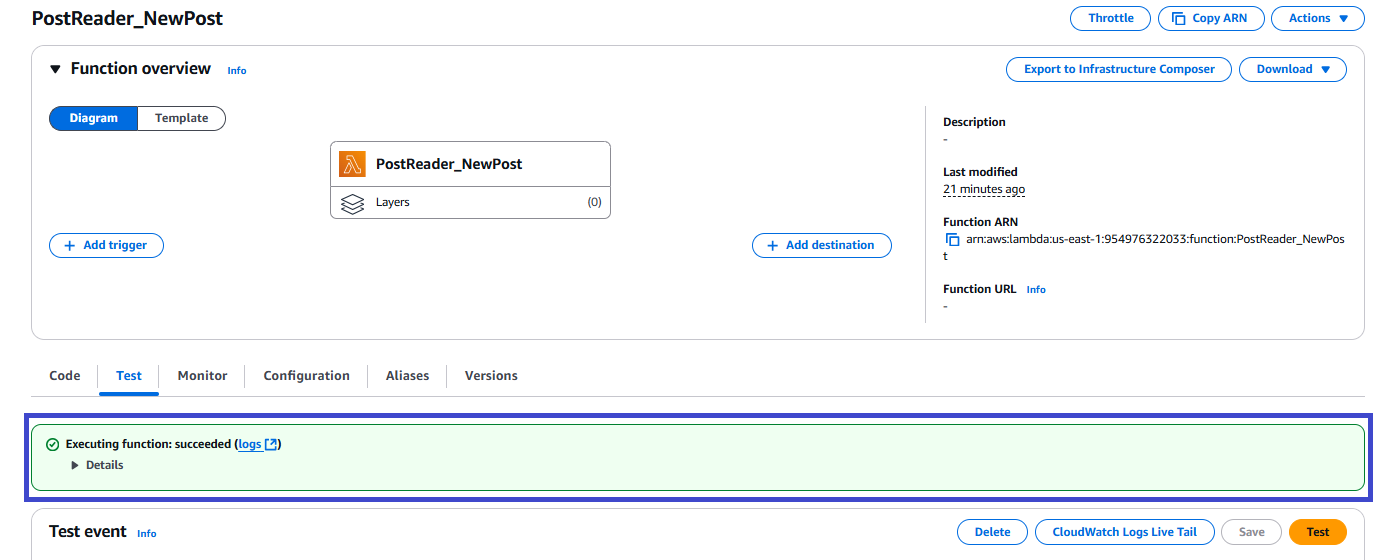 PostReader_NewPost
Throttle
Copy ARN
Actions
Function overview Info
Export to Infrastructure Composer
Download
Diagram
Template
PostReader_NewPost
Layers (0)
Add trigger
Add destination
Description
-
Last modified
21 minutes ago
Function ARN
arn:aws:lambda:us-east-1:954976322033:function:PostReader_NewPos
t
Function URL Info
-
Code
Test
Monitor
Configuration
Aliases
Versions
Executing function: succeeded (logs)
Details
Test event Info
Delete
CloudWatch Logs Live Tail
Save
Test